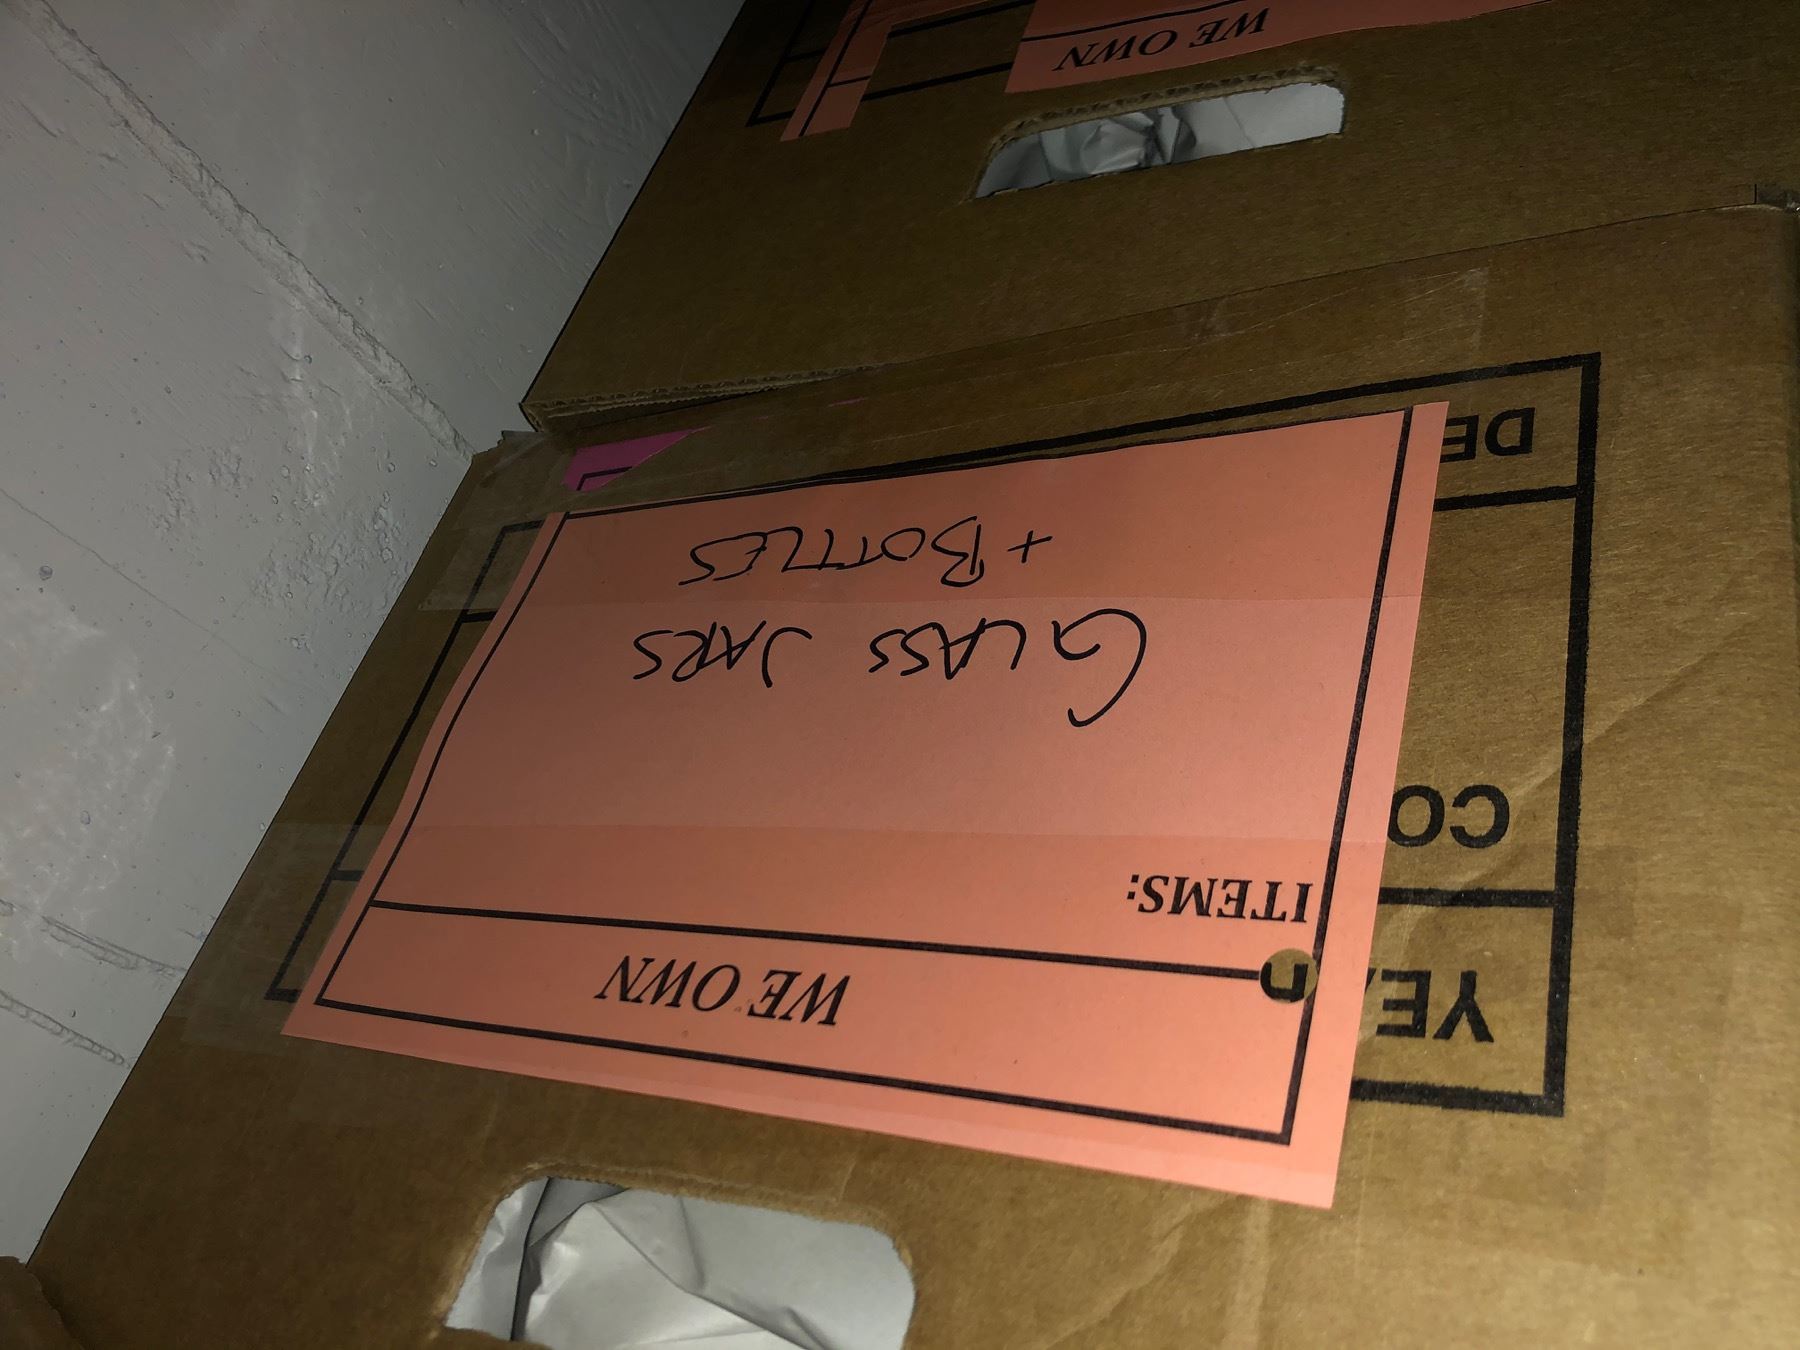 WE OWN
ITEMS:
GLASS JARS
+ BOTTLES
WE OWN